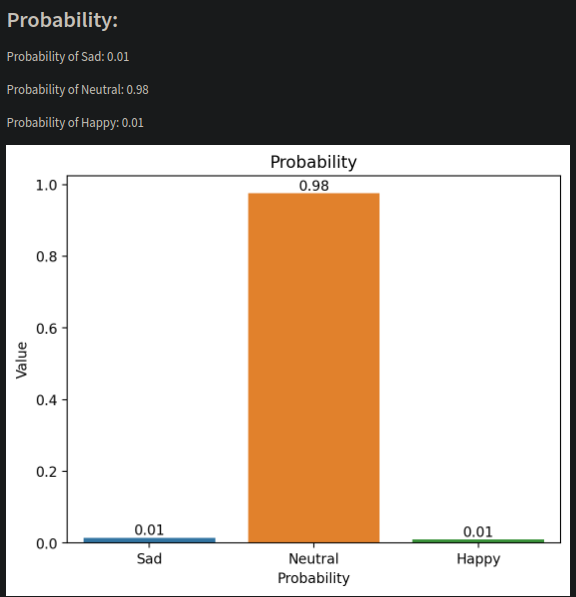 Probability:
Probability of Sad: 0.01
Probability of Neutral: 0.98
Probability of Happy: 0.01
Probability
1.0
0.8
0.6
0.4
0.2
0.0
Value
0.01
0.98
0.01
Sad Neutral Happy
Probability